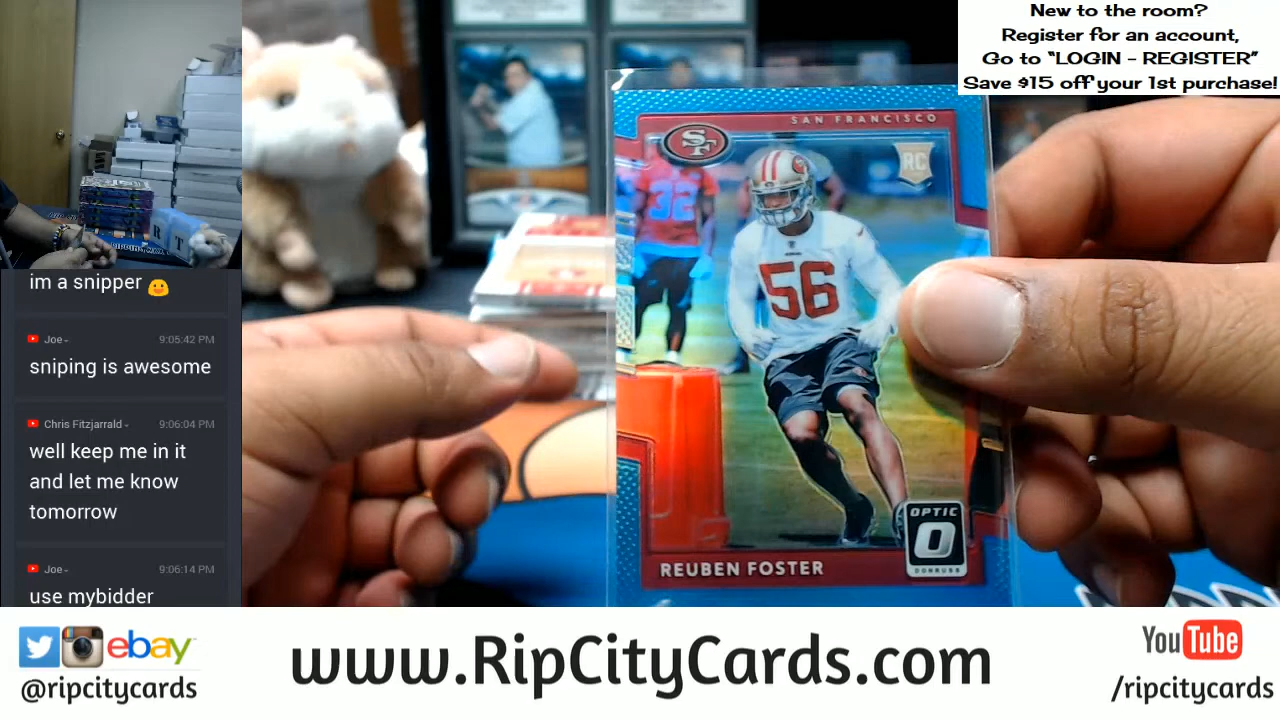 New to the room?
Register for an account,
Go to “LOGIN - REGISTER”
Save $15 off your 1st purchase!
SAN FRANCISCO
SF
RC
32
56
OPTIC
O
DONRUSS
REUBEN FOSTER
R T
im a snipper
Joe
9:05:42 PM
sniping is awesome
Chris Fitzjarrald
9:06:04 PM
well keep me in it
and let me know
tomorrow
Joe
9:06:14 PM
use mybidder
ebay
@ripcitycards
www.RipCityCards.com
YouTube
/ripcitycards